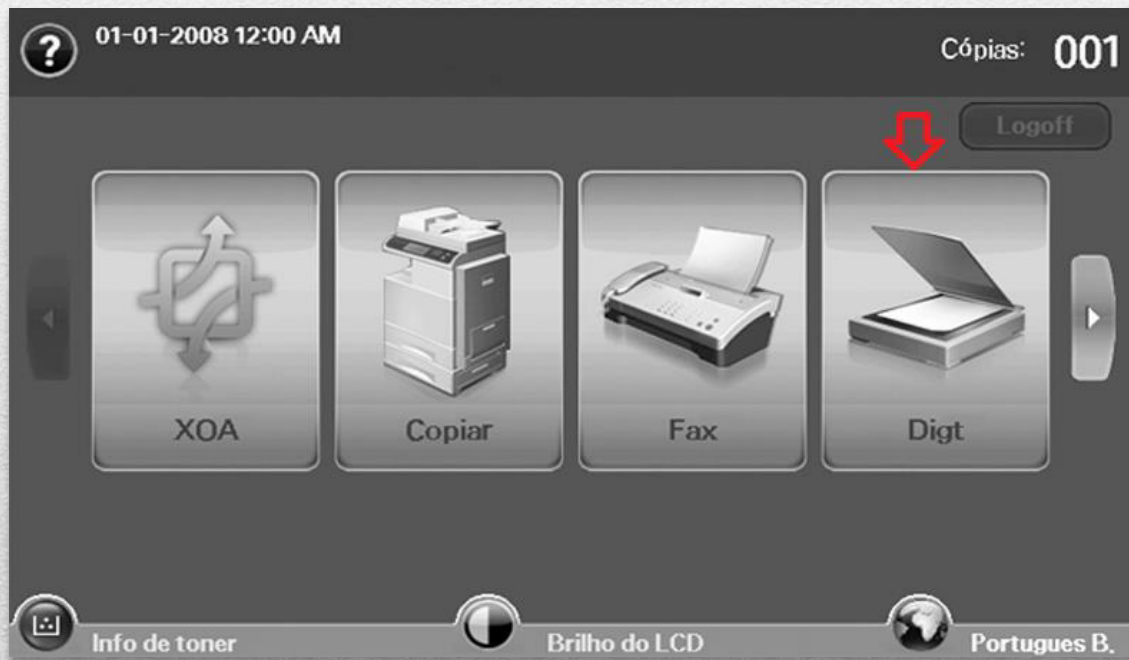 ?
01-01-2008 12:00 AM
Cópias: 001
Logoff
XOA
Copiar
Fax
Digt
Info de toner
Brilho do LCD
Portugues B.